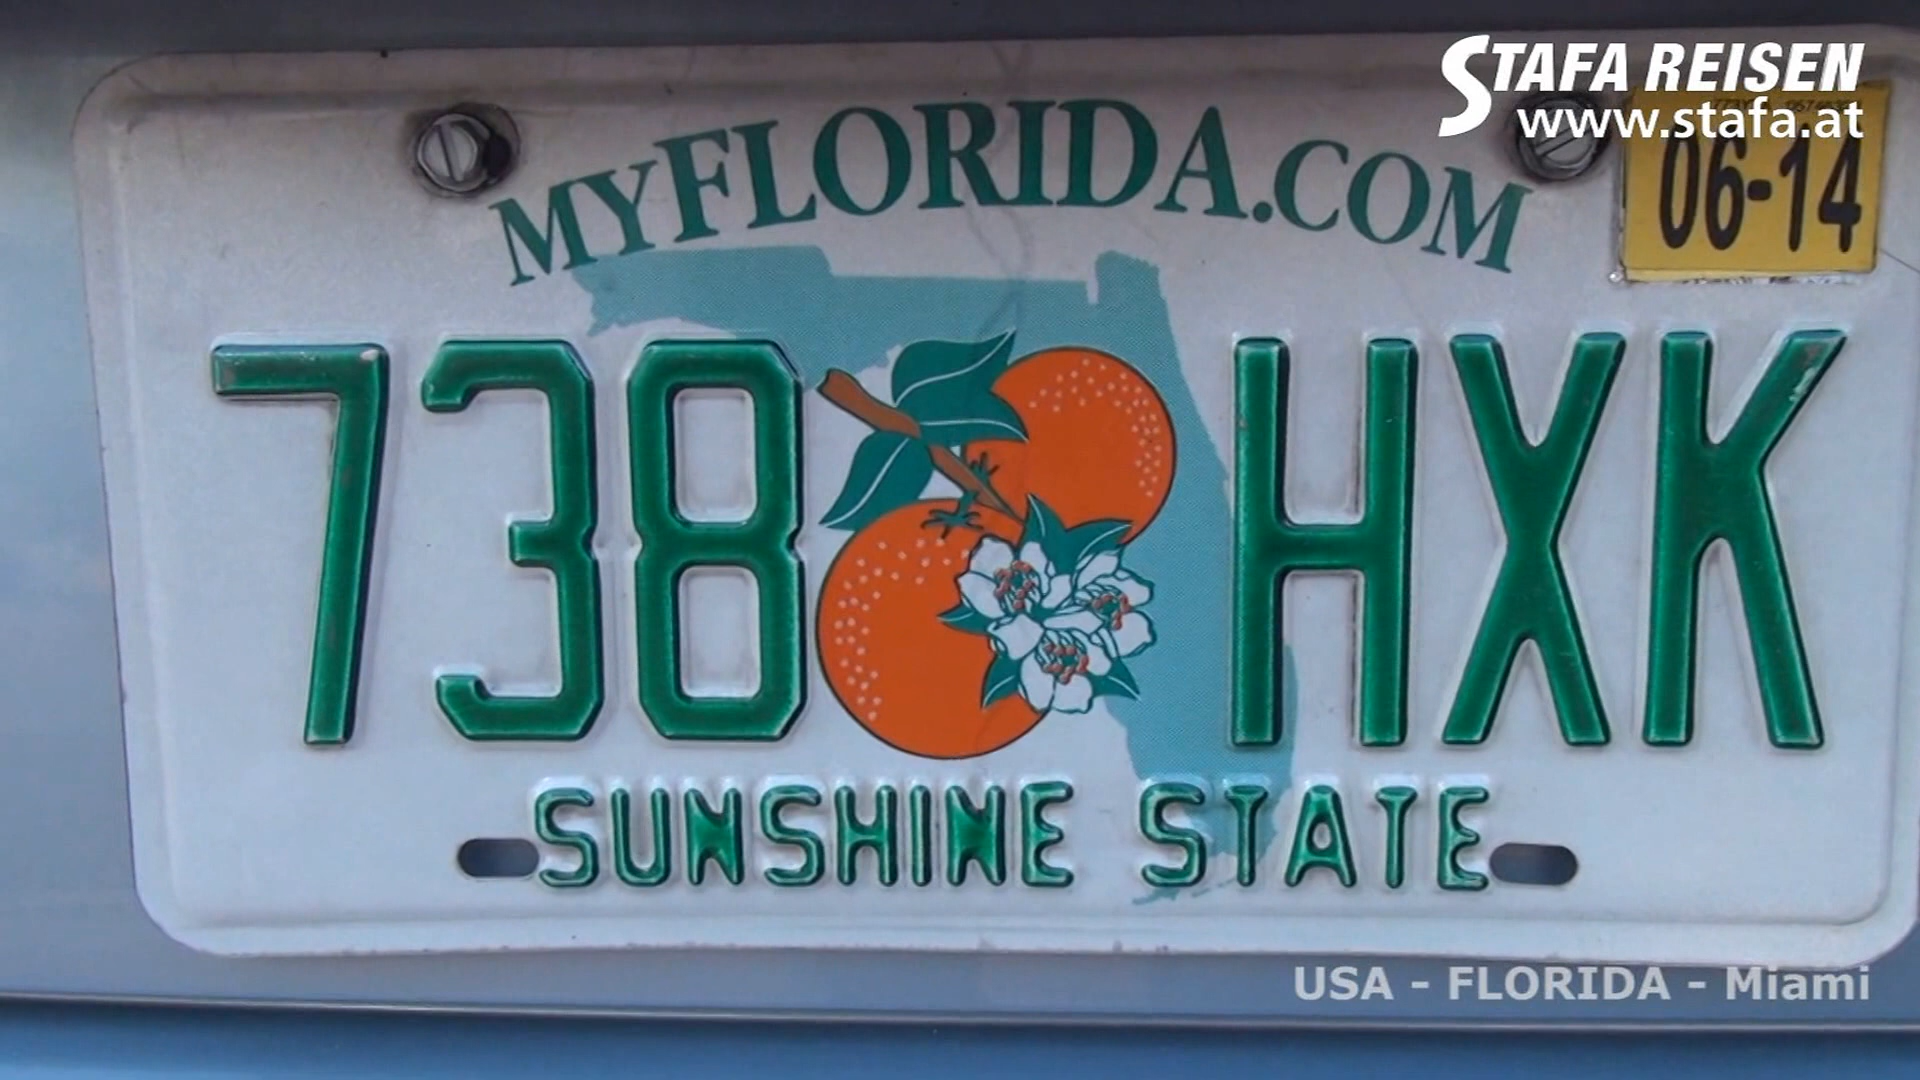 STAFA REISEN
www.stafa.at
MYFLORIDA.COM
06-14
738 HXK
SUNSHINE STATE
USA - FLORIDA - Miami